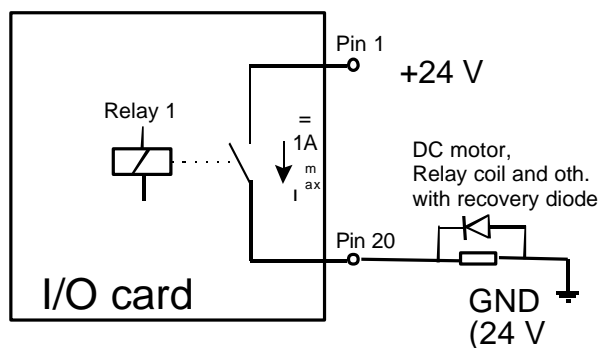 Pin 1
+24 V
Relay 1
=
1A
m
ax
I
DC motor,
Relay coil and oth.
with recovery diode
Pin 20
I/O card
GND
(24 V